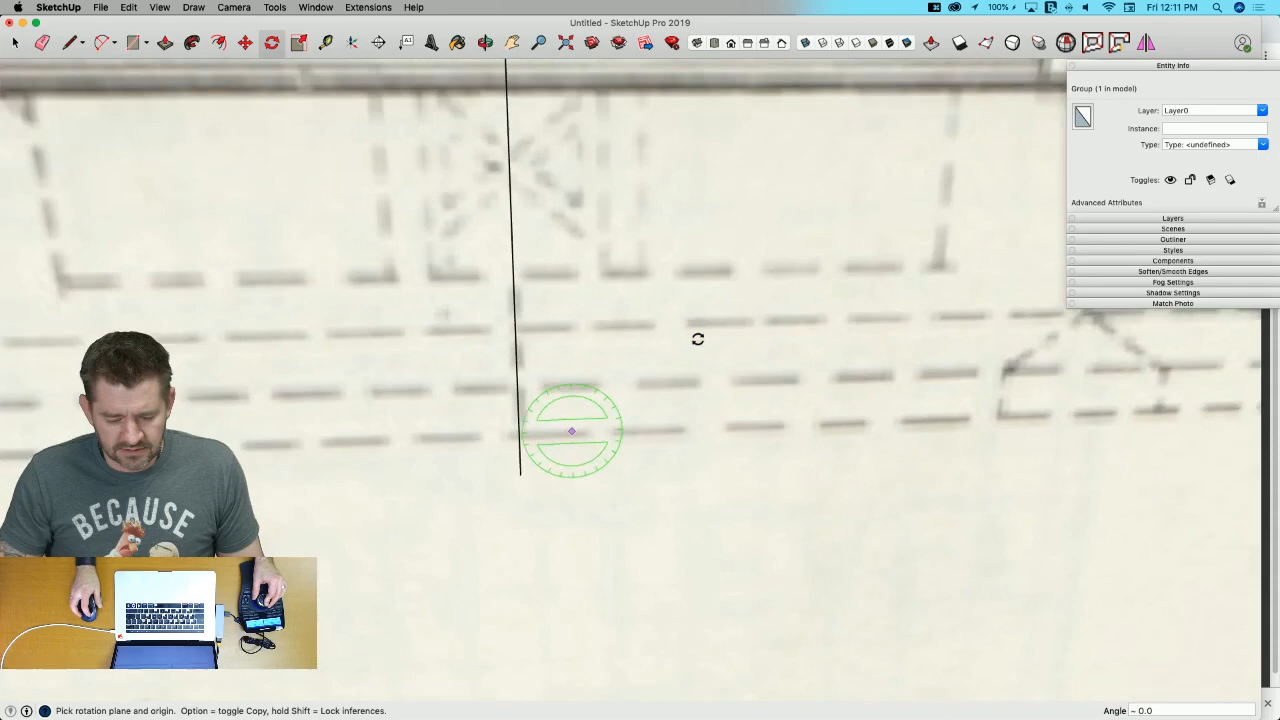 SketchUp File Edit View Draw Camera Tools Window Extensions Help
100% Fri 12:11 PM
Untitled - SketchUp Pro 2019
Entity Info
Group (1 in model)
Layer: Layer0
Instance:
Type: Type: <undefined>
Toggles:
Advanced Attributes
Layers
Scenes
Outliner
Styles
Components
Soften/Smooth Edges
Fog Settings
Shadow Settings
Match Photo
BECAUSE
Pick rotation plane and origin. Option = toggle Copy, hold Shift = Lock inferences.
Angle ~ 0.0